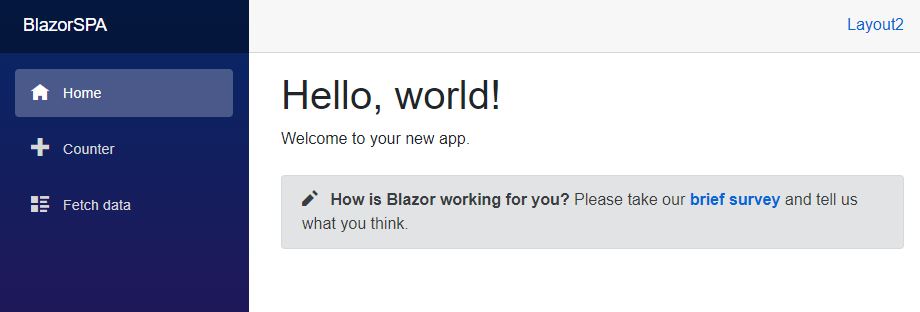 BlazorSPA
Layout2
Home
Counter
Fetch data
Hello, world!
Welcome to your new app.
How is Blazor working for you? Please take our brief survey and tell us
what you think.